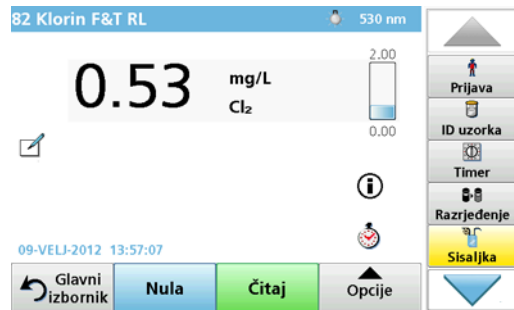 82 Klorin F&T RL
530 nm
2.00
0.53
mg/L
Cl₂
0.00
09-VELJ-2012 13:57:07
Glavni
izbornik
Nula
Čitaj
Opcije
Prijava
ID uzorka
Timer
Razrjeđenje
Sisaljka